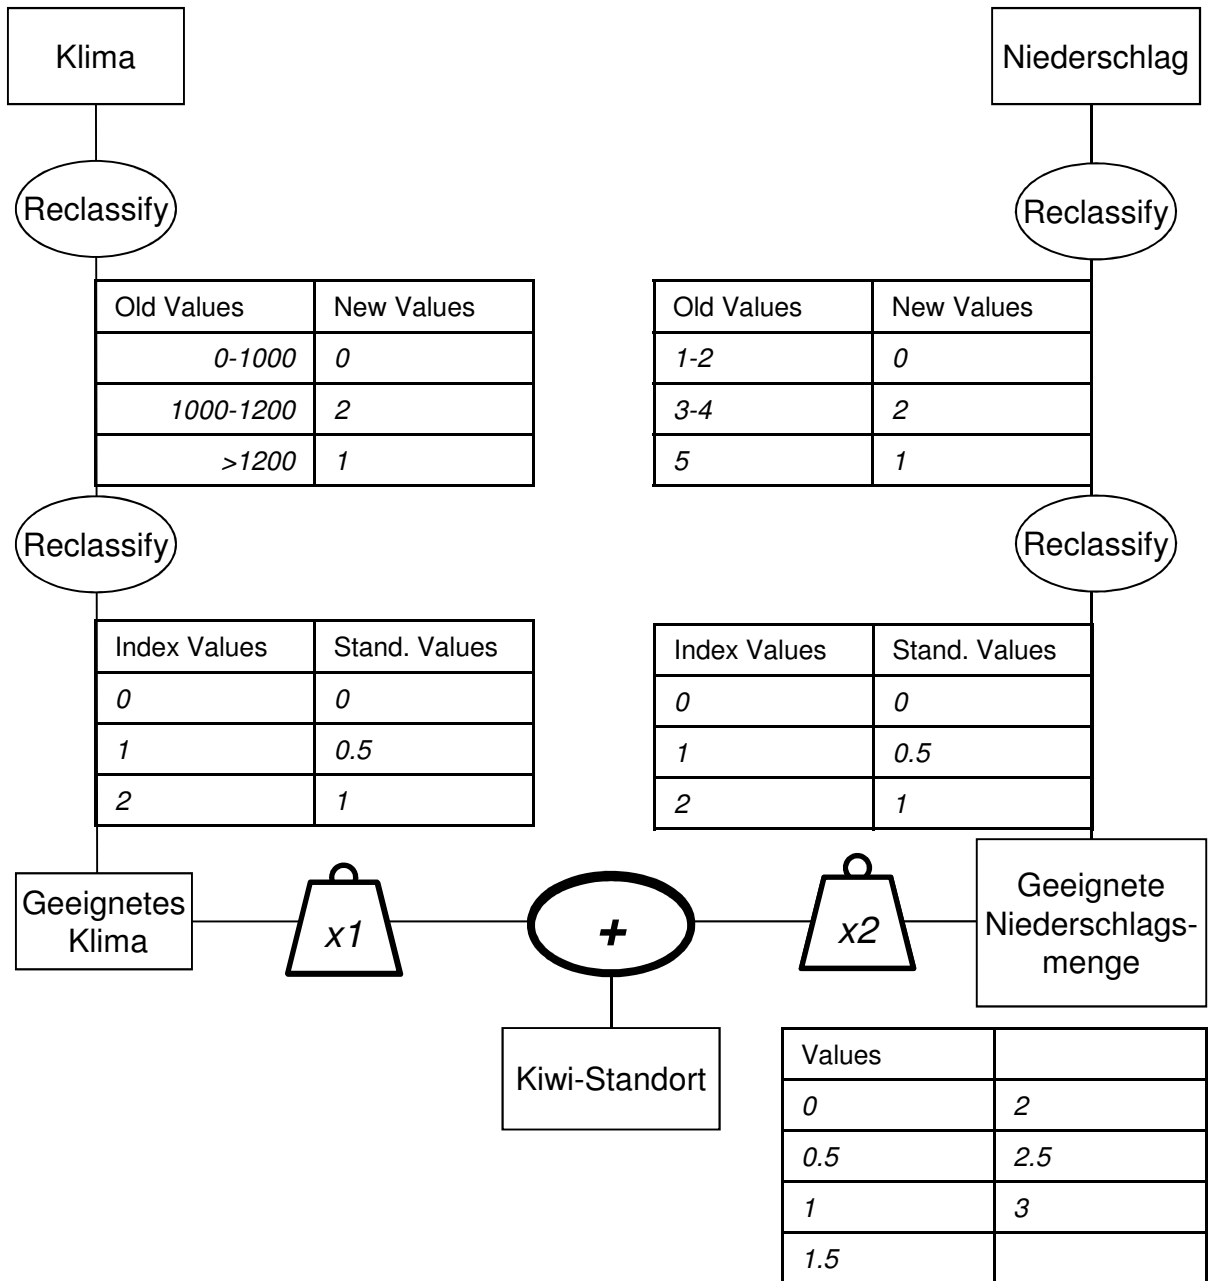 Klima
Niederschlag
Reclassify
Reclassify
Old Values New Values
0-1000 0
1000-1200 2
>1200 1
Old Values New Values
1-2 0
3-4 2
5 1
Reclassify
Reclassify
Index Values Stand. Values
0 0
1 0.5
2 1
Index Values Stand. Values
0 0
1 0.5
2 1
Geeignetes
Klima
x1
+
x2
Geeignete
Niederschlags-
menge
Kiwi-Standort
Values
0 2
0.5 2.5
1 3
1.5